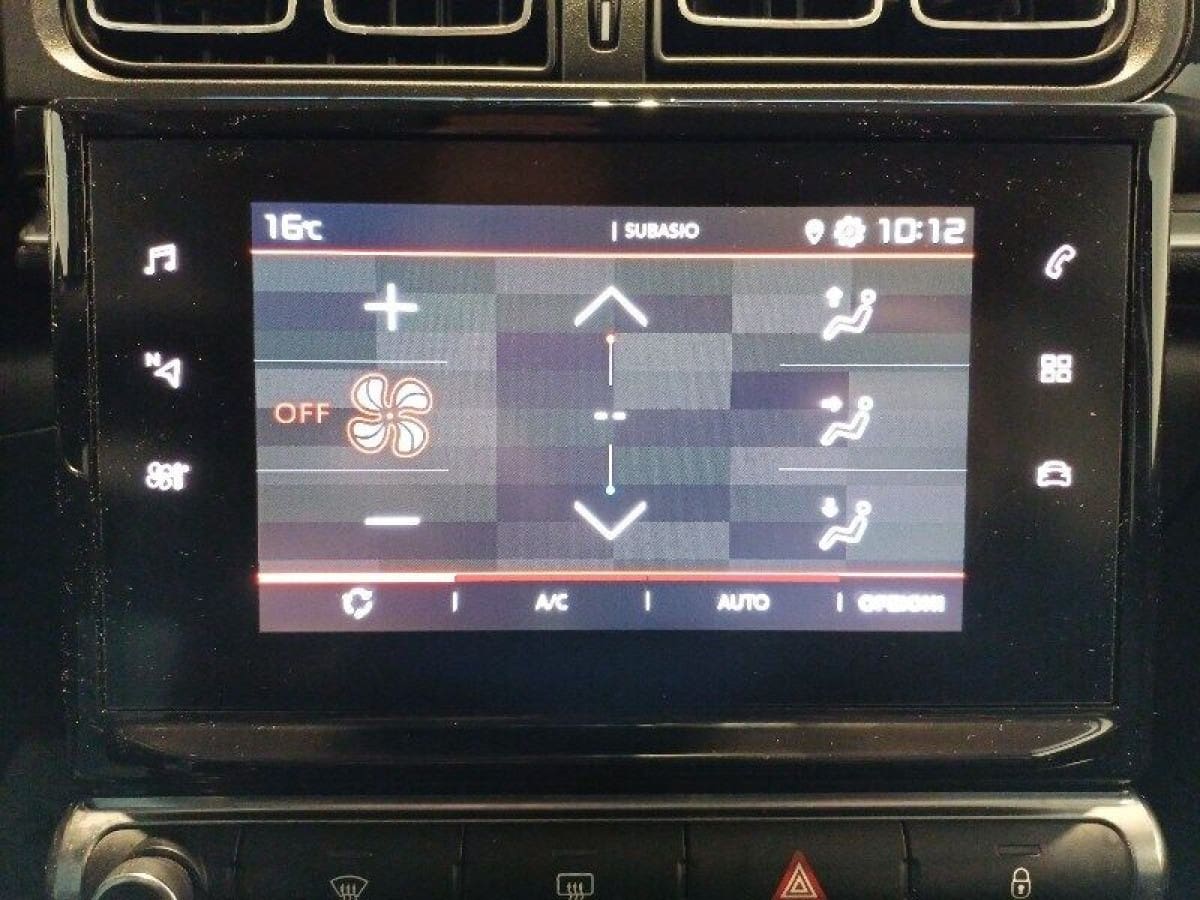 16°C | SUBASIO 10:12
N
OFF
--
A/C | AUTO | OPZIONI